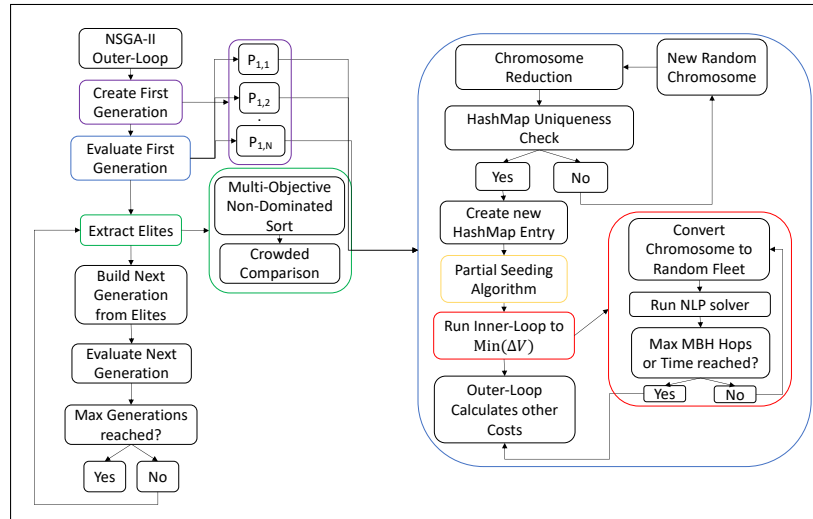 NSGA-II
Outer-Loop
Create First
Generation
Evaluate First
Generation
Extract Elites
Build Next
Generation
from Elites
Evaluate Next
Generation
Max Generations
reached?
Yes
No
P1,1
P1,2
.
P1,N
Multi-Objective
Non-Dominated
Sort
Crowded
Comparison
Chromosome
Reduction
New Random
Chromosome
HashMap Uniqueness
Check
Yes
No
Create new
HashMap Entry
Partial Seeding
Algorithm
Run Inner-Loop to
Min(ΔV)
Outer-Loop
Calculates other
Costs
Convert
Chromosome to
Random Fleet
Run NLP solver
Max MBH Hops
or Time reached?
Yes
No